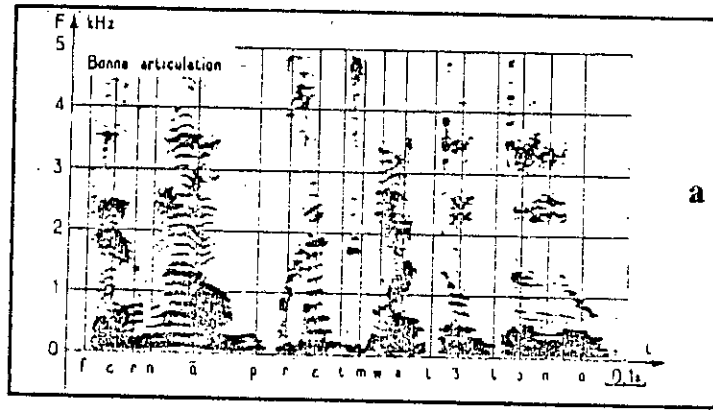 F kHz
5
Bonne articulation
4
3
a
2
1
0
t
f ɛ r n ã p r ɛ t m w a l ʒ l ɔ n a 0,1s